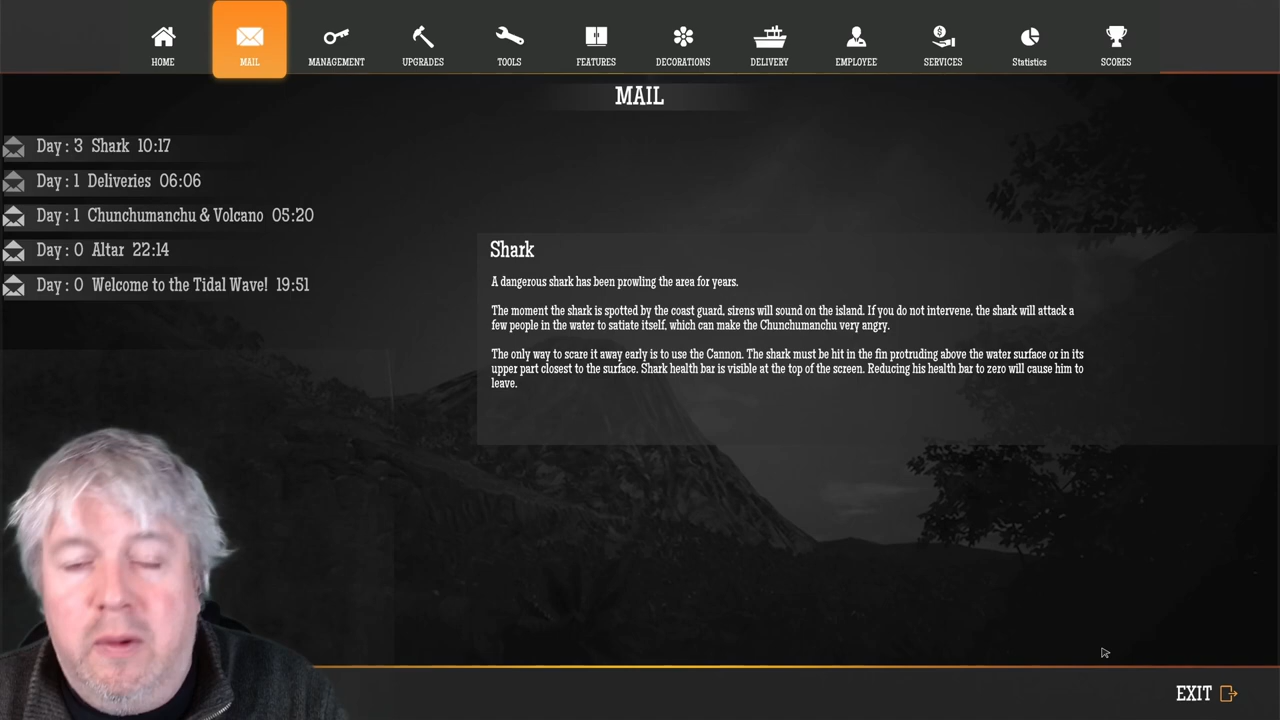 HOME
MAIL
MANAGEMENT
UPGRADES
TOOLS
FEATURES
DECORATIONS
DELIVERY
EMPLOYEE
SERVICES
Statistics
SCORES
MAIL
Day : 3 Shark 10:17
Day : 1 Deliveries 06:06
Day : 1 Chunchumanchu & Volcano 05:20
Day : 0 Altar 22:14
Day : 0 Welcome to the Tidal Wave! 19:51
Shark
A dangerous shark has been prowling the area for years.
The moment the shark is spotted by the coast guard, sirens will sound on the island. If you do not intervene, the shark will attack a
few people in the water to satiate itself, which can make the Chunchumanchu very angry.
The only way to scare it away early is to use the Cannon. The shark must be hit in the fin protruding above the water surface or in its
upper part closest to the surface. Shark health bar is visible at the top of the screen. Reducing his health bar to zero will cause him to
leave.
EXIT